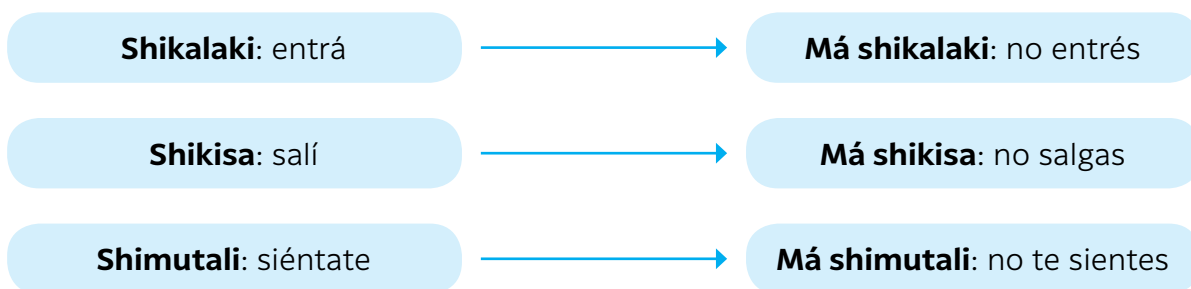 Shikalaki: entrá
Má shikalaki: no entrés
Shikisa: salí
Má shikisa: no salgas
Shimutali: siéntate
Má shimutali: no te sientes